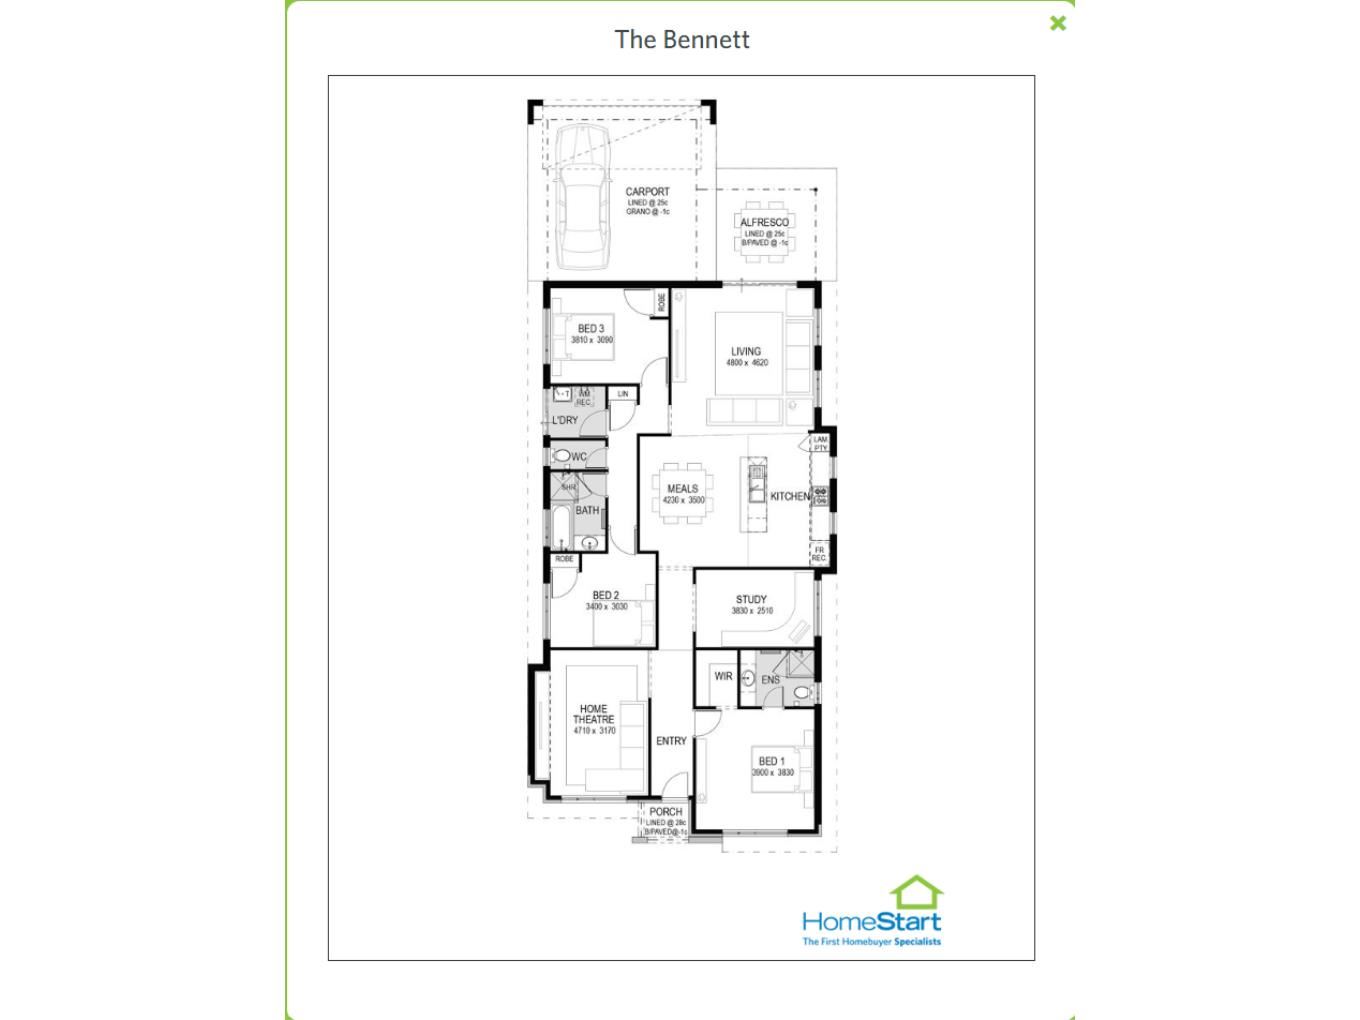 The Bennett
CARPORT
LINED @ 25c
GRANO @ -1c
ALFRESCO
LINED @ 25c
B/PAVED @ -1c
ROBE
BED 3
3810 x 3090
LIVING
4800 x 4620
T
WM
REC
LIN
L'DRY
WC
LAM
PTY
SHR
BATH
MEALS
4230 x 3500
KITCHEN
FR
REC
ROBE
BED 2
3400 x 3030
STUDY
3830 x 2510
WIR
ENS
HOME
THEATRE
4710 x 3170
ENTRY
BED 1
3900 x 3830
PORCH
LINED @ 28c
B/PAVED@-1c
HomeStart
The First Homebuyer Specialists